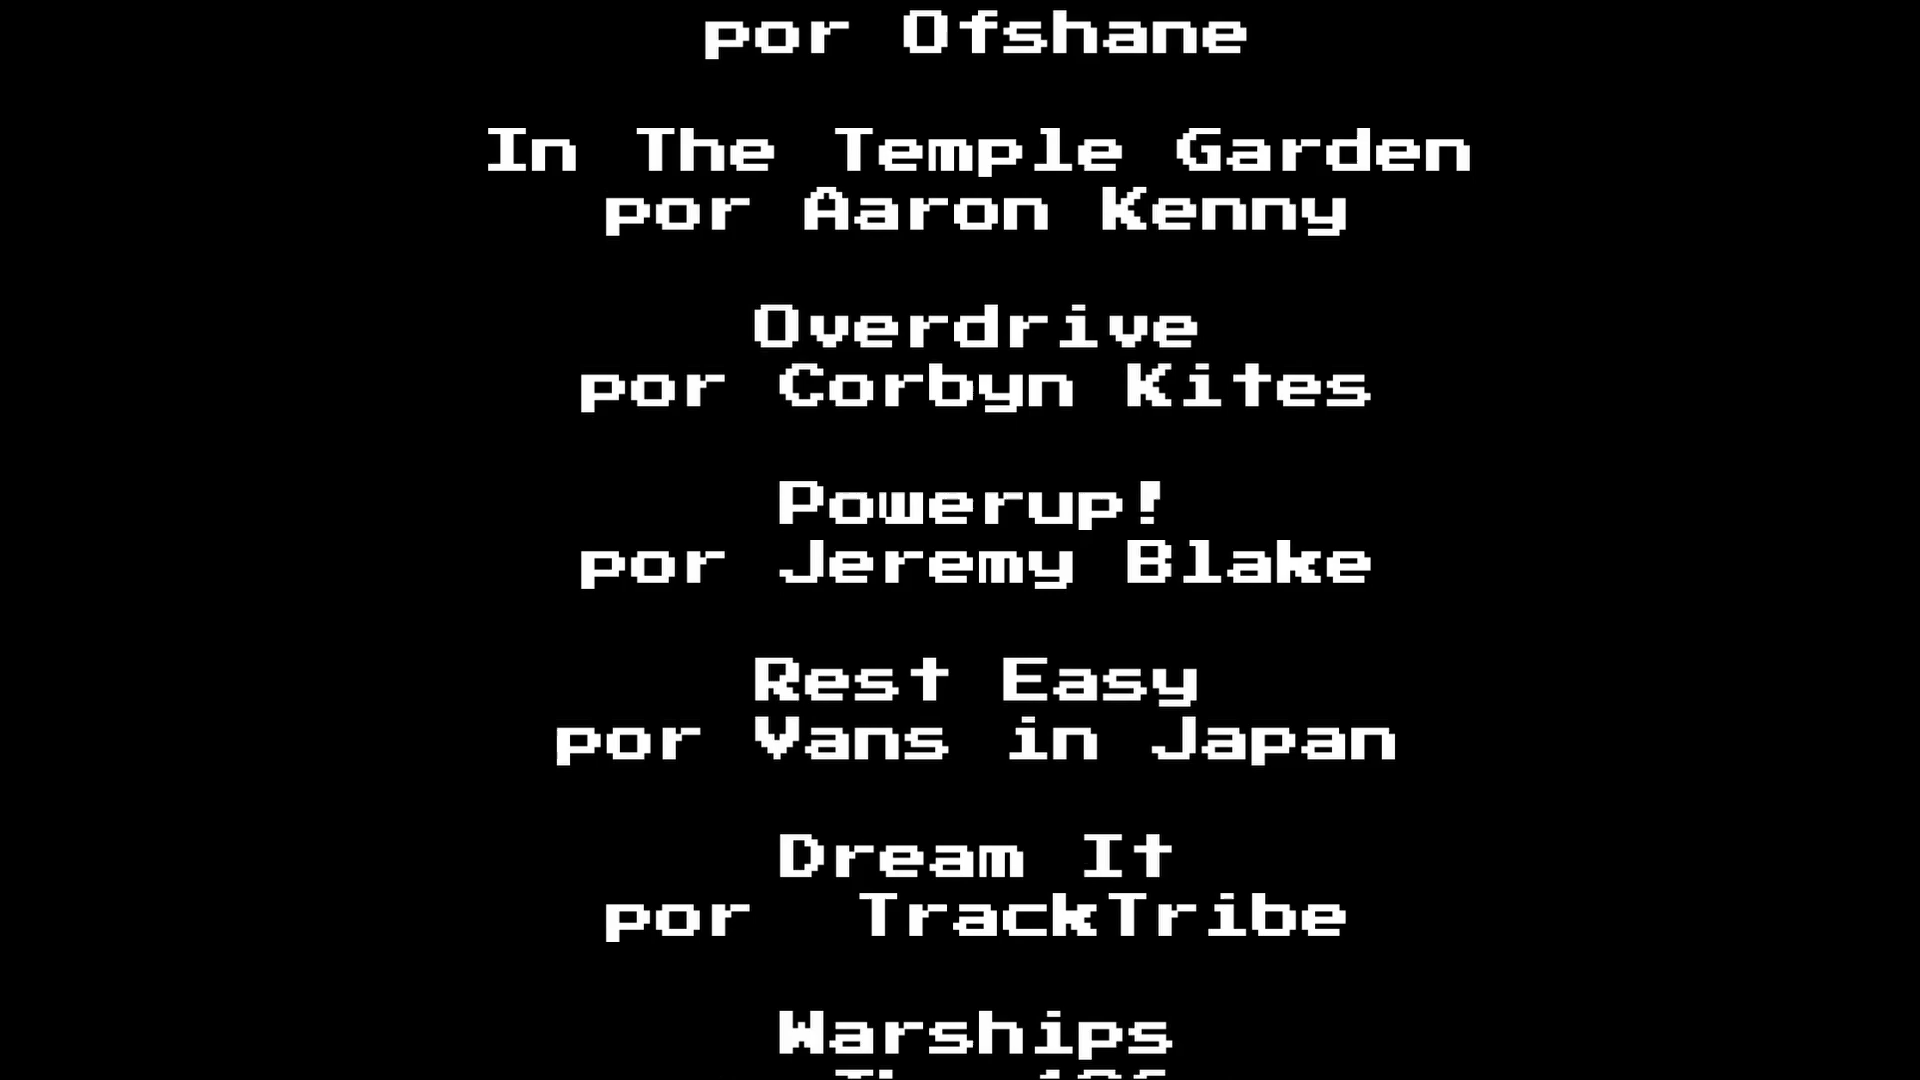 por Ofshane
In The Temple Garden
por Aaron Kenny
Overdrive
por Corbyn Kites
Powerup!
por Jeremy Blake
Rest Easy
por Vans in Japan
Dream It
por  TrackTribe
Warships